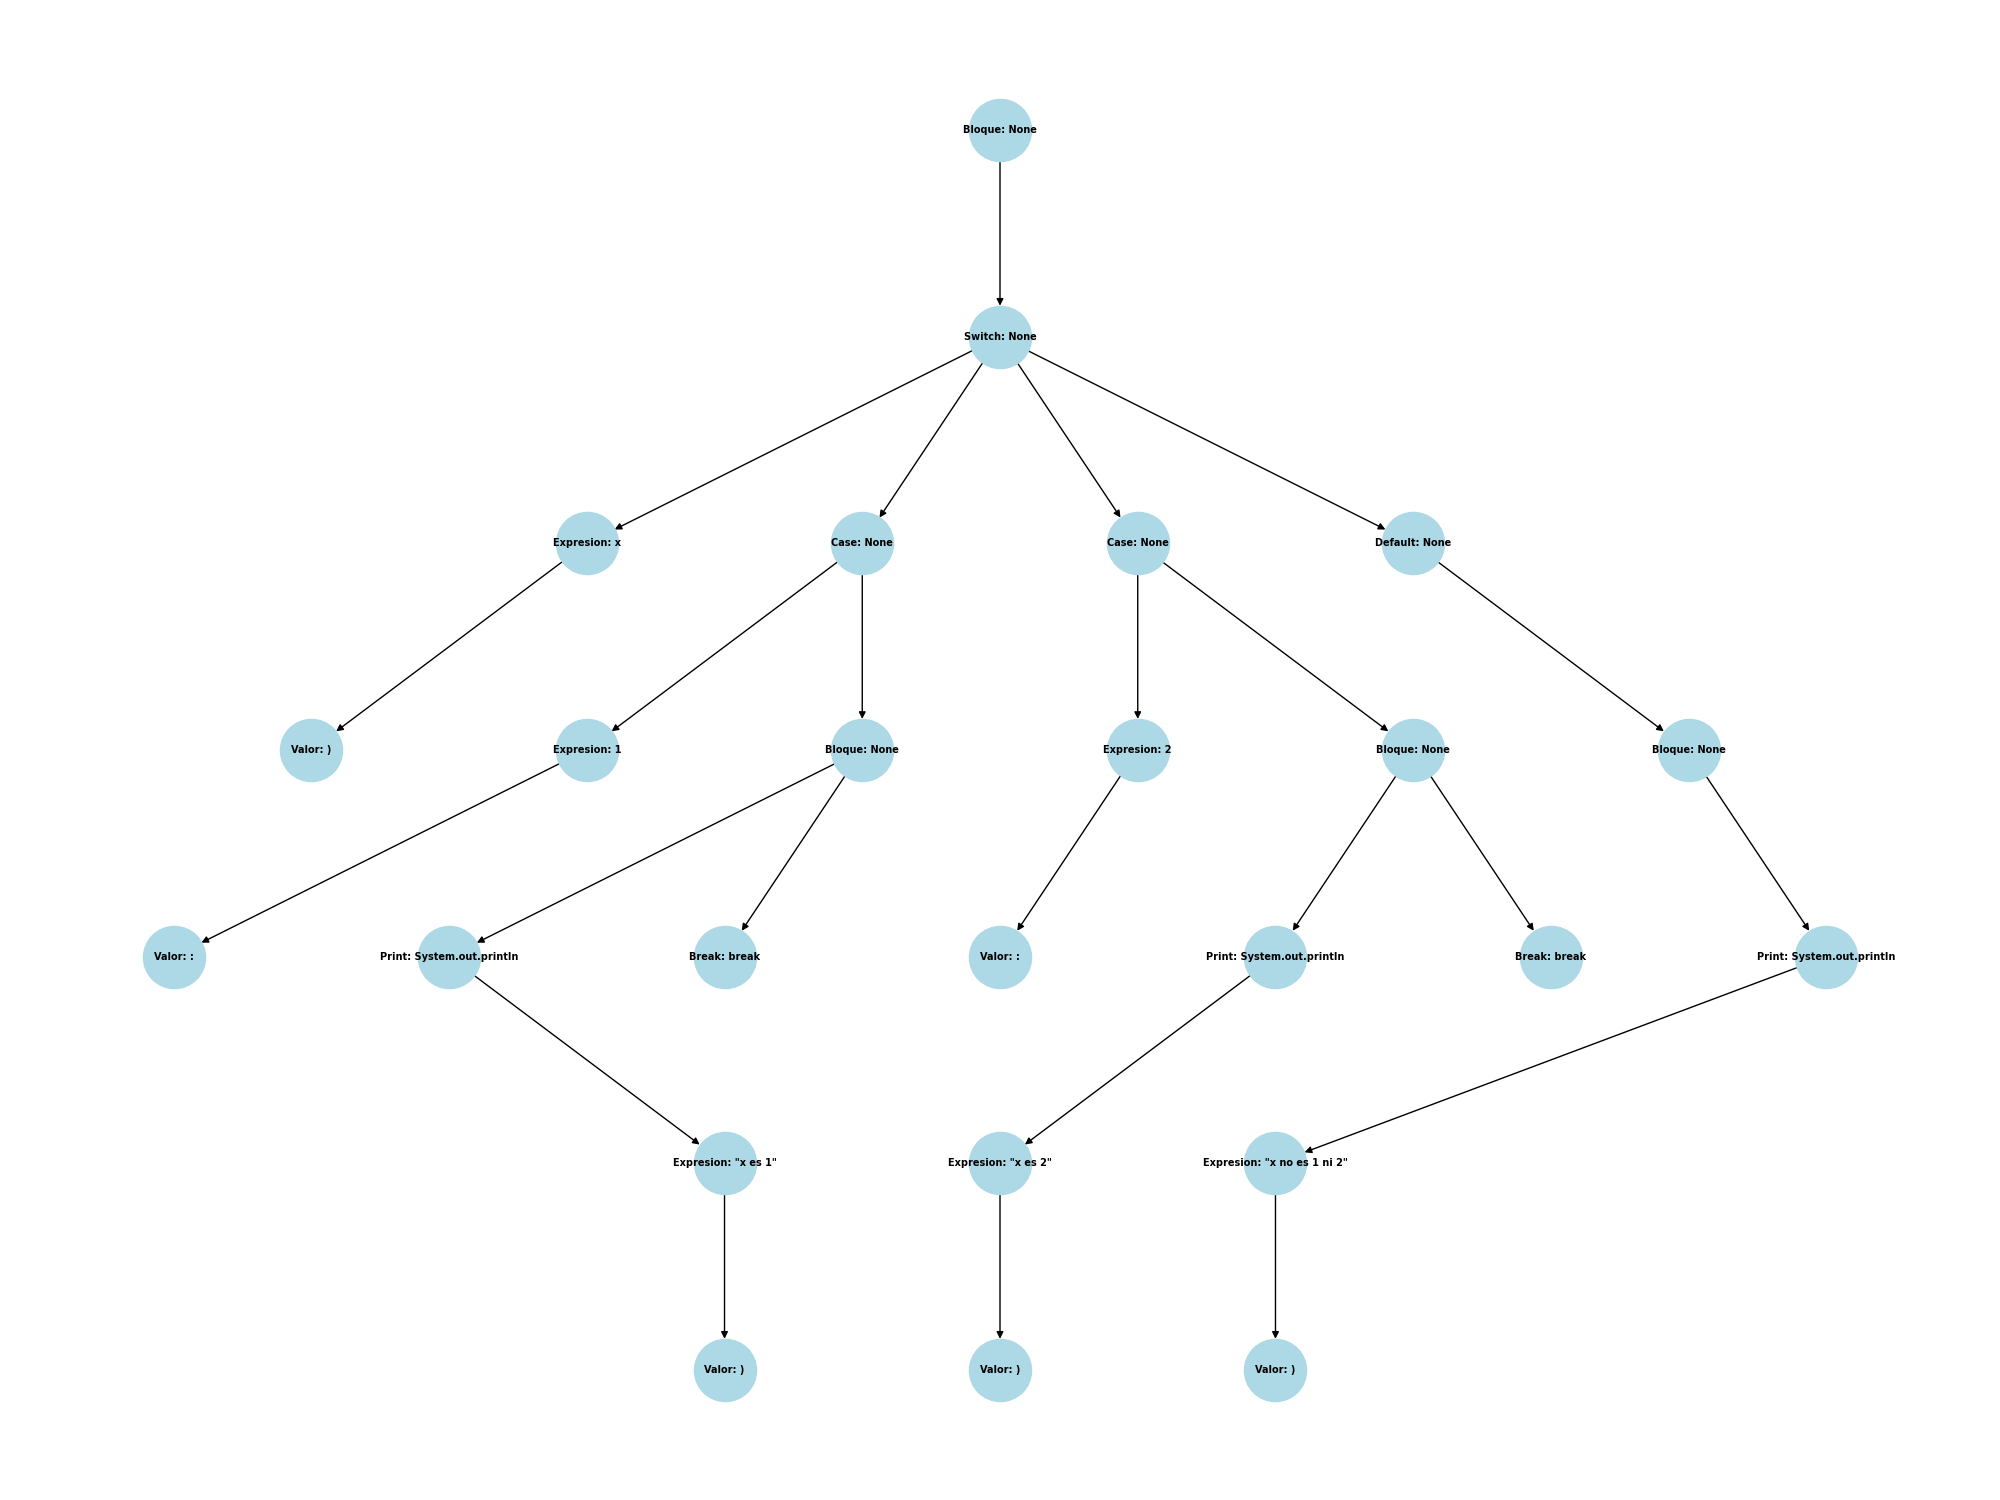 Bloque: None
Switch: None
Expresion: x
Case: None
Case: None
Default: None
Valor: )
Expresion: 1
Bloque: None
Expresion: 2
Bloque: None
Bloque: None
Valor: :
Print: System.out.println
Break: break
Valor: :
Print: System.out.println
Break: break
Print: System.out.println
Expresion: "x es 1"
Expresion: "x es 2"
Expresion: "x no es 1 ni 2"
Valor: )
Valor: )
Valor: )